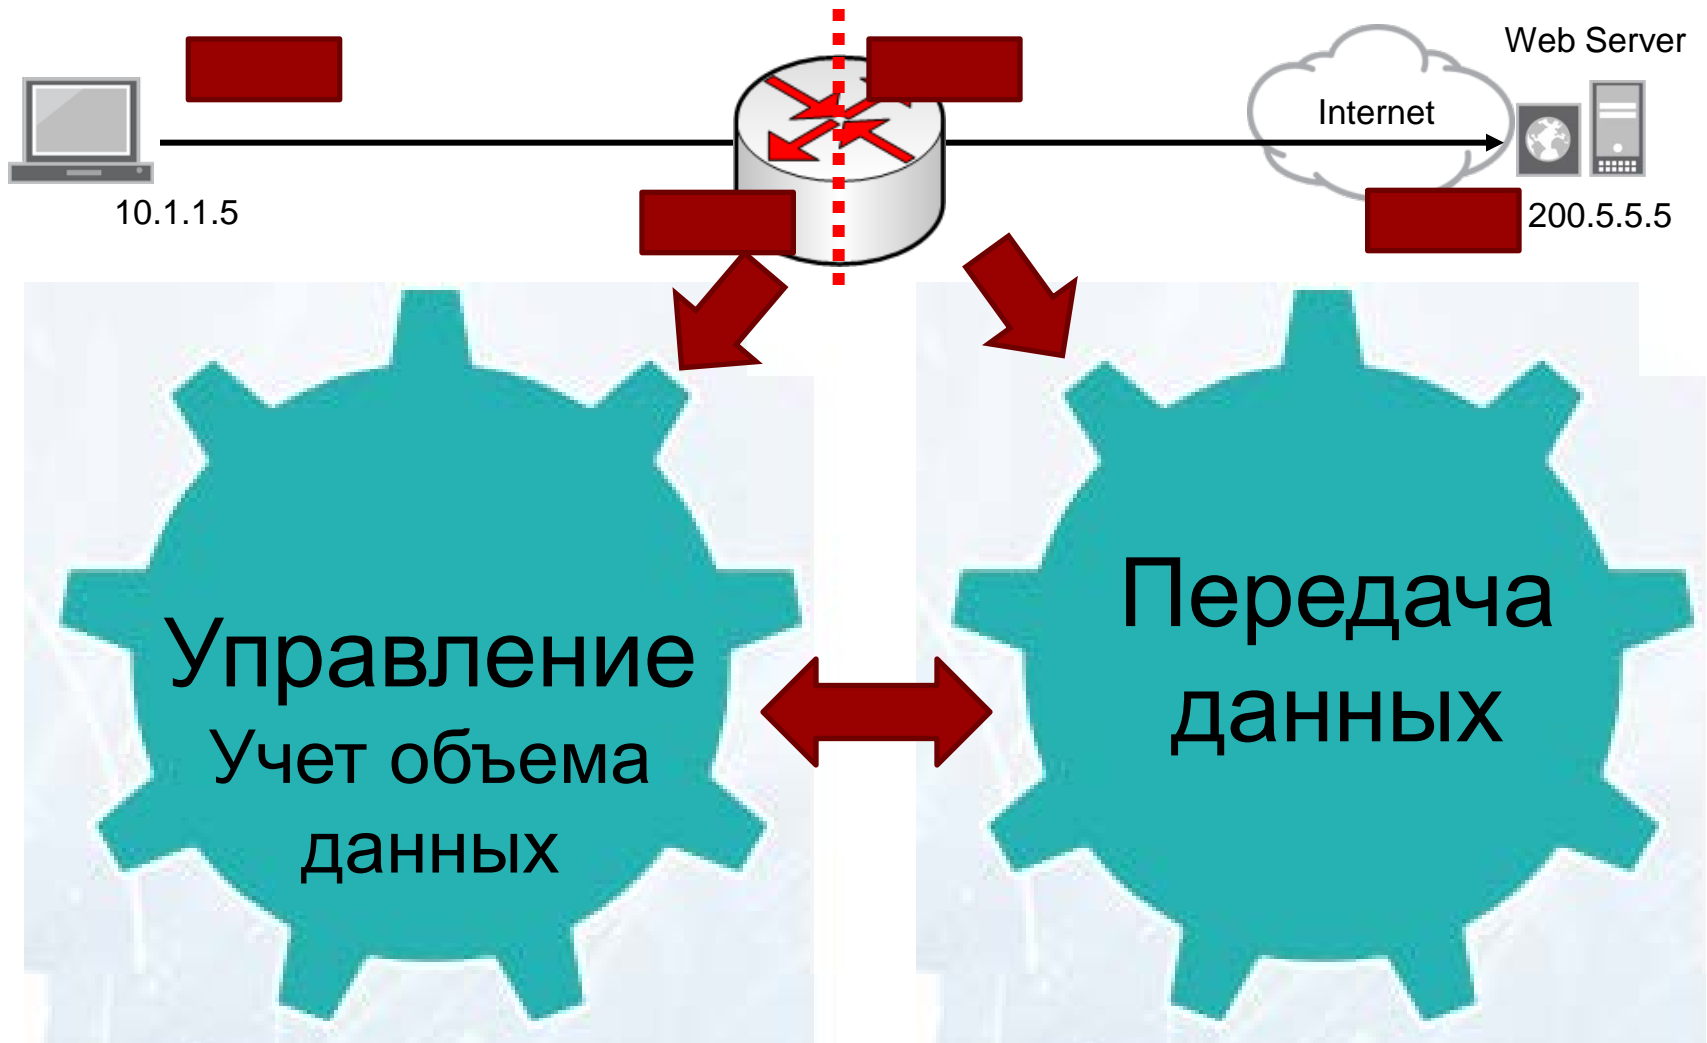 Web Server
Internet
10.1.1.5
200.5.5.5
Управление
Учет объема
данных
Передача
данных